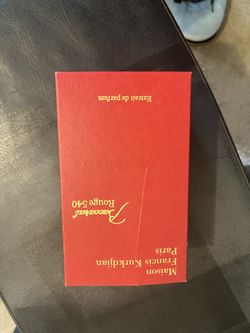 Maison
Francis Kurkdjian
Paris
Baccarat
Rouge 540
Extrait de parfum